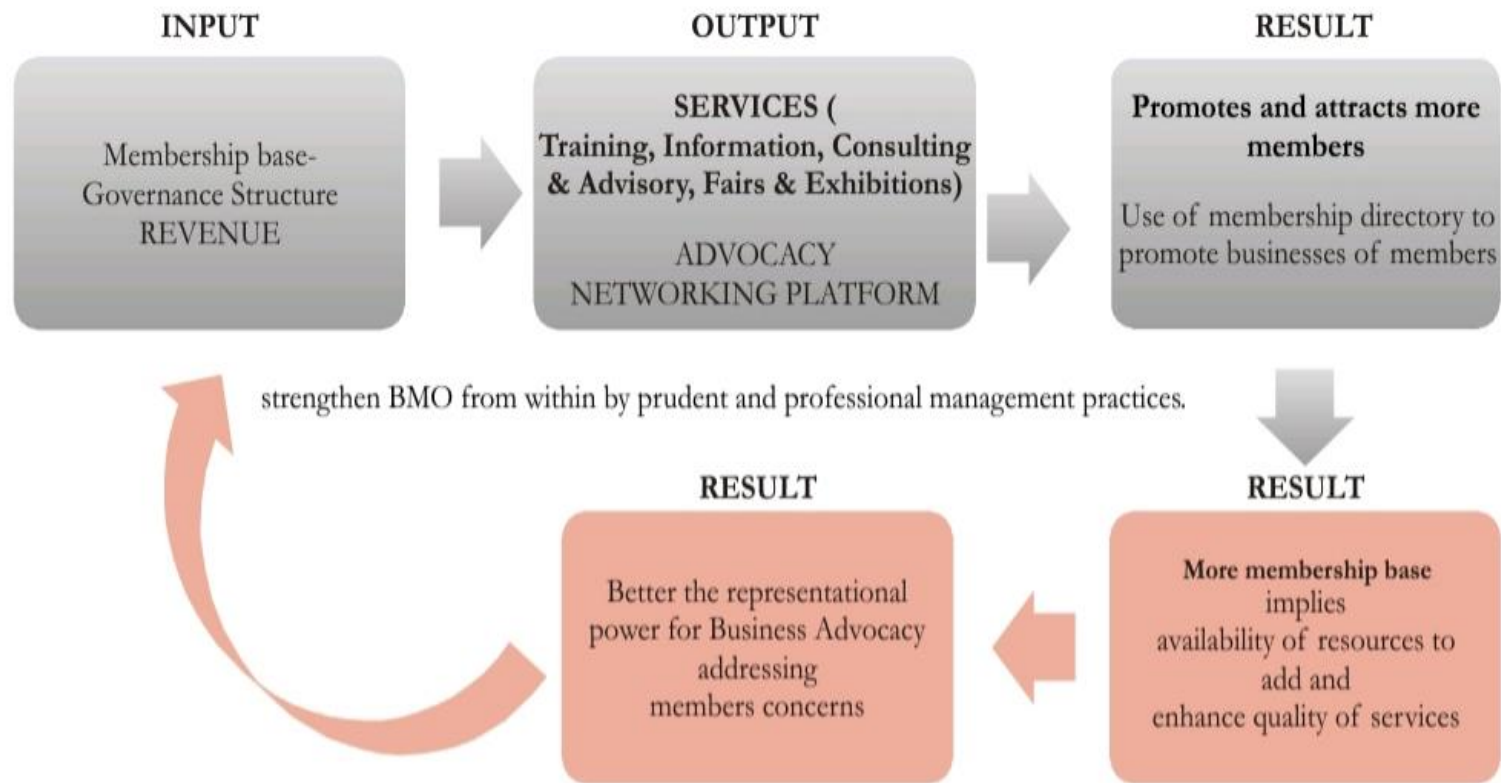 INPUT
Membership base-
Governance Structure
REVENUE
OUTPUT
SERVICES (
Training, Information, Consulting
& Advisory, Fairs & Exhibitions)
ADVOCACY
NETWORKING PLATFORM
RESULT
Promotes and attracts more
members
Use of membership directory to
promote businesses of members
strengthen BMO from within by prudent and professional management practices.
RESULT
Better the representational
power for Business Advocacy
addressing
members concerns
RESULT
More membership base
implies
availability of resources to
add and
enhance quality of services